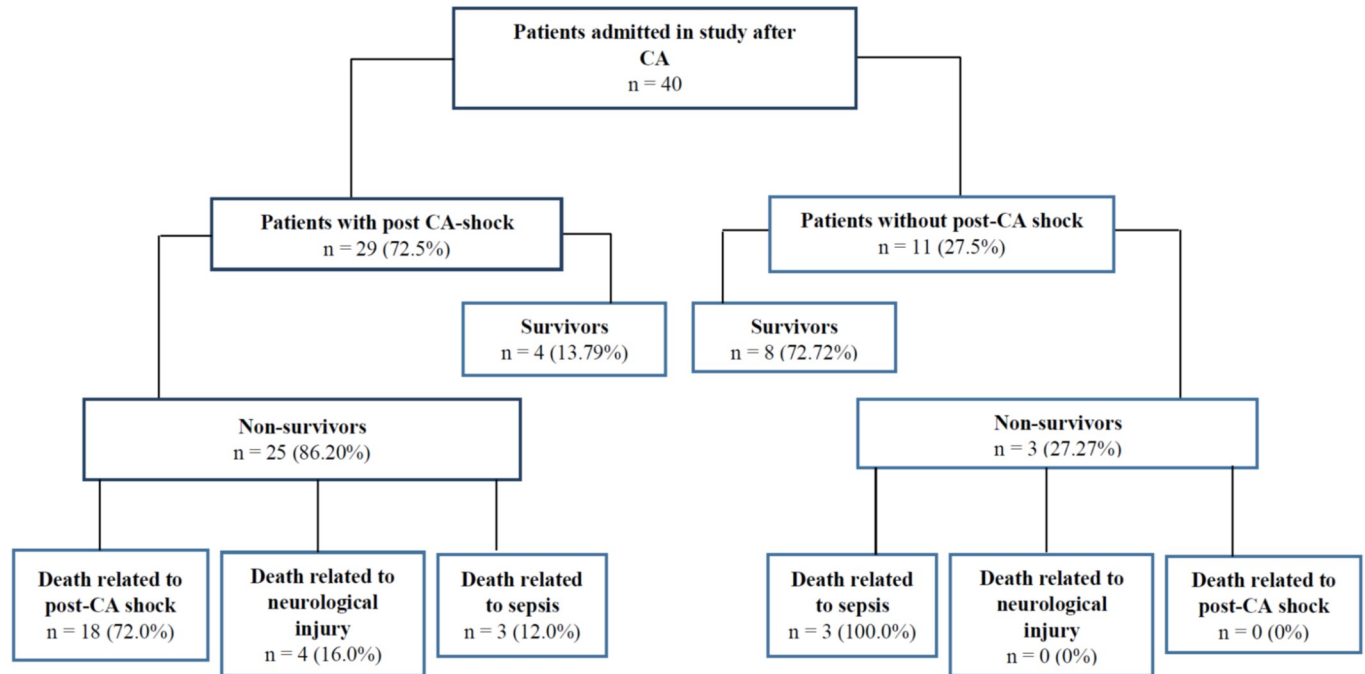 Patients admitted in study after
CA
n = 40
Patients with post CA-shock
n = 29 (72.5%)
Patients without post-CA shock
n = 11 (27.5%)
Survivors
n = 4 (13.79%)
Survivors
n = 8 (72.72%)
Non-survivors
n = 25 (86.20%)
Non-survivors
n = 3 (27.27%)
Death related to
post-CA shock
n = 18 (72.0%)
Death related to
neurological
injury
n = 4 (16.0%)
Death related
to sepsis
n = 3 (12.0%)
Death related
to sepsis
n = 3 (100.0%)
Death related to
neurological
injury
n = 0 (0%)
Death related to
post-CA shock
n = 0 (0%)